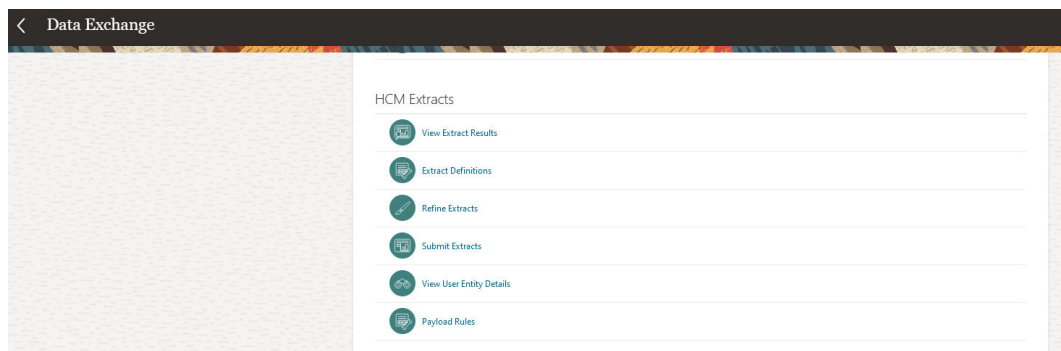 Data Exchange
HCM Extracts
View Extract Results
Extract Definitions
Refine Extracts
Submit Extracts
View User Entity Details
Payload Rules